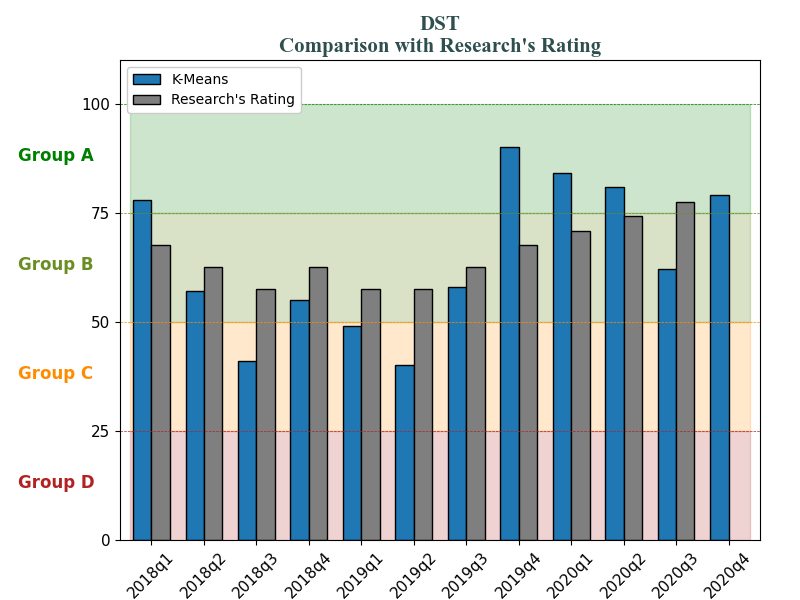 DST
Comparison with Research's Rating
K-Means
Research's Rating
100
Group A
75
Group B
50
Group C
25
Group D
0
2018q1 2018q2 2018q3 2018q4 2019q1 2019q2 2019q3 2019q4 2020q1 2020q2 2020q3 2020q4